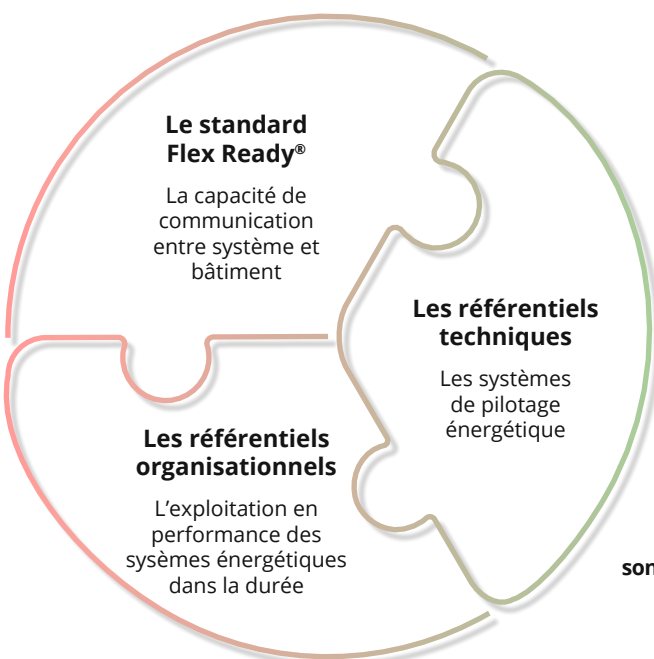 Le standard
Flex Ready®
La capacité de
communication
entre système et
bâtiment
Les référentiels
techniques
Les systèmes
de pilotage
énergétique
Les référentiels
organisationnels
L’exploitation en
performance des
sysèmes énergétiques
dans la durée
son